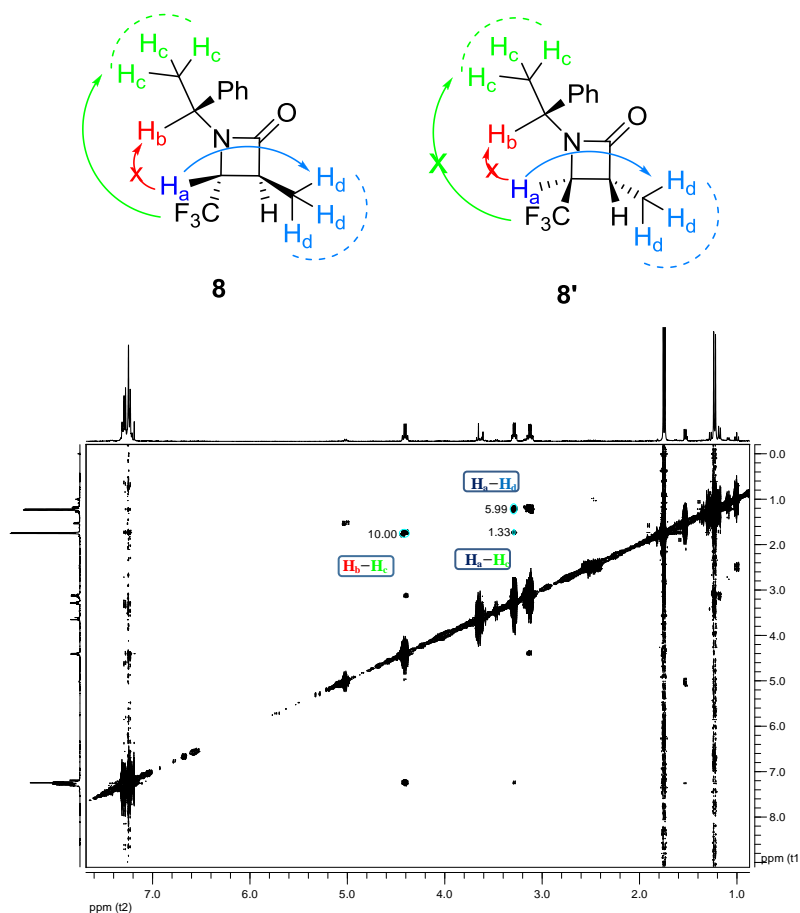 Hc Hc Hc Hc
Hc Ph O Hc Ph O
Hb N Hb N
x Ha Hd x X Ha Hd
F3C H Hd F3C H Hd
Hd Hd
8 8'
Ha–Hd
5.99
10.00 1.33
Hb–Hc Ha–Hc
0.0
1.0
2.0
3.0
4.0
5.0
6.0
7.0
8.0
ppm (t1
7.0 6.0 5.0 4.0 3.0 2.0 1.0
ppm (t2)